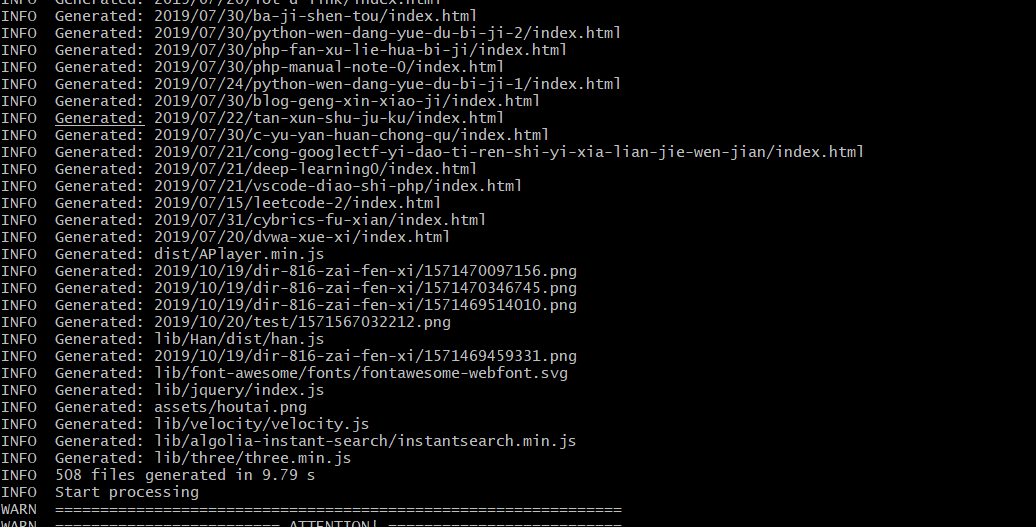 INFO  Generated: 2019/07/20/iot-d-link/index.html
INFO  Generated: 2019/07/30/ba-ji-shen-tou/index.html
INFO  Generated: 2019/07/30/python-wen-dang-yue-du-bi-ji-2/index.html
INFO  Generated: 2019/07/30/php-fan-xu-lie-hua-bi-ji/index.html
INFO  Generated: 2019/07/30/php-manual-note-0/index.html
INFO  Generated: 2019/07/24/python-wen-dang-yue-du-bi-ji-1/index.html
INFO  Generated: 2019/07/30/blog-geng-xin-xiao-ji/index.html
INFO  Generated: 2019/07/22/tan-xun-shu-ju-ku/index.html
INFO  Generated: 2019/07/30/c-yu-yan-huan-chong-qu/index.html
INFO  Generated: 2019/07/21/cong-googlectf-yi-dao-ti-ren-shi-yi-xia-lian-jie-wen-jian/index.html
INFO  Generated: 2019/07/21/deep-learning0/index.html
INFO  Generated: 2019/07/21/vscode-diao-shi-php/index.html
INFO  Generated: 2019/07/15/leetcode-2/index.html
INFO  Generated: 2019/07/31/cybrics-fu-xian/index.html
INFO  Generated: 2019/07/20/dvwa-xue-xi/index.html
INFO  Generated: dist/APlayer.min.js
INFO  Generated: 2019/10/19/dir-816-zai-fen-xi/1571470097156.png
INFO  Generated: 2019/10/19/dir-816-zai-fen-xi/1571470346745.png
INFO  Generated: 2019/10/19/dir-816-zai-fen-xi/1571469514010.png
INFO  Generated: 2019/10/20/test/1571567032212.png
INFO  Generated: lib/Han/dist/han.js
INFO  Generated: 2019/10/19/dir-816-zai-fen-xi/1571469459331.png
INFO  Generated: lib/font-awesome/fonts/fontawesome-webfont.svg
INFO  Generated: lib/jquery/index.js
INFO  Generated: assets/houtai.png
INFO  Generated: lib/velocity/velocity.js
INFO  Generated: lib/algolia-instant-search/instantsearch.min.js
INFO  Generated: lib/three/three.min.js
INFO  508 files generated in 9.79 s
INFO  Start processing
WARN  ===============================================================
WARN  ========================= ATTENTION! ==========================